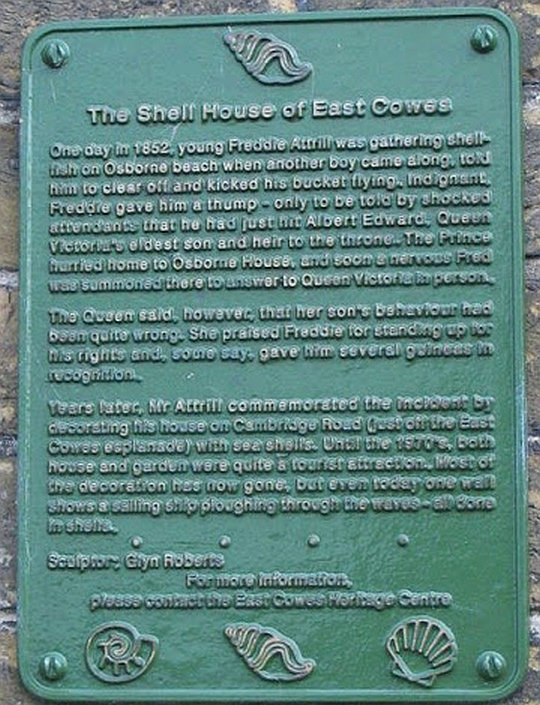 The Shell House of East Cowes
One day in 1852, young Freddie Attrill was gathering shell-
fish on Osborne beach when another boy came along, told
him to clear off and kicked his bucket flying. Indignant,
Freddie gave him a thump - only to be told by shocked
attendants that he had just hit Albert Edward, Queen
Victoria's eldest son and heir to the throne. The Prince
hurried home to Osborne House, and soon a nervous Fred
was summoned there to answer to Queen Victoria in person.
The Queen said, however, that her son's behaviour had
been quite wrong. She praised Freddie for standing up for
his rights and, some say, gave him several guineas in
recognition.
Years later, Mr Attrill commemorated the incident by
decorating his house on Cambridge Road (just off the East
Cowes esplanade) with sea shells. Until the 1970's, both
house and garden were quite a tourist attraction. Most of
the decoration has now gone, but even today one wall
shows a sailing ship ploughing through the waves - all done
in shells.
Sculptor: Glyn Roberts
For more information,
please contact the East Cowes Heritage Centre